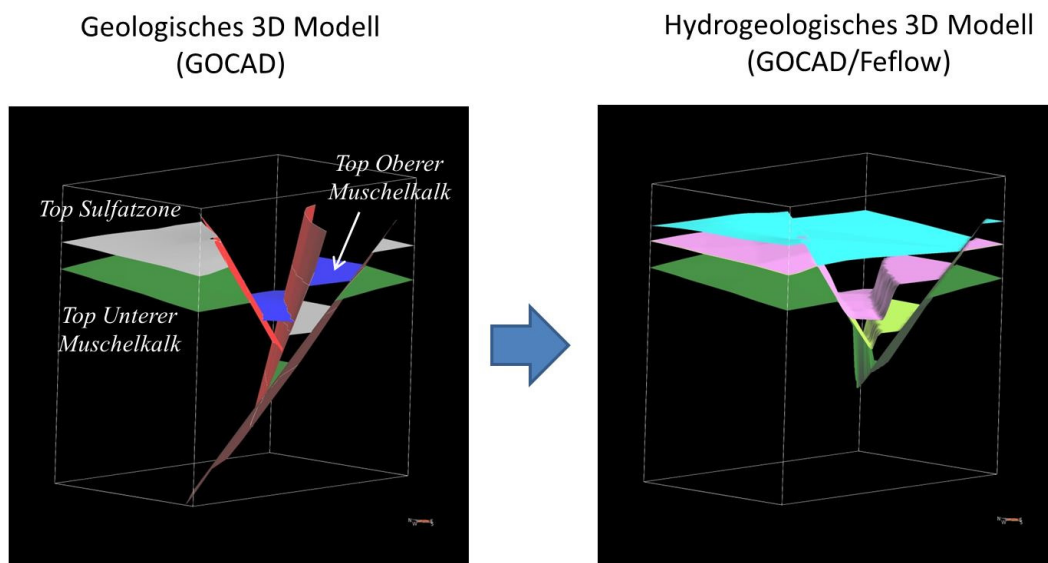 Geologisches 3D Modell
(GOCAD)
Hydrogeologisches 3D Modell
(GOCAD/Feflow)
Top Oberer
Muschelkalk
Top Sulfatzone
Top Unterer
Muschelkalk